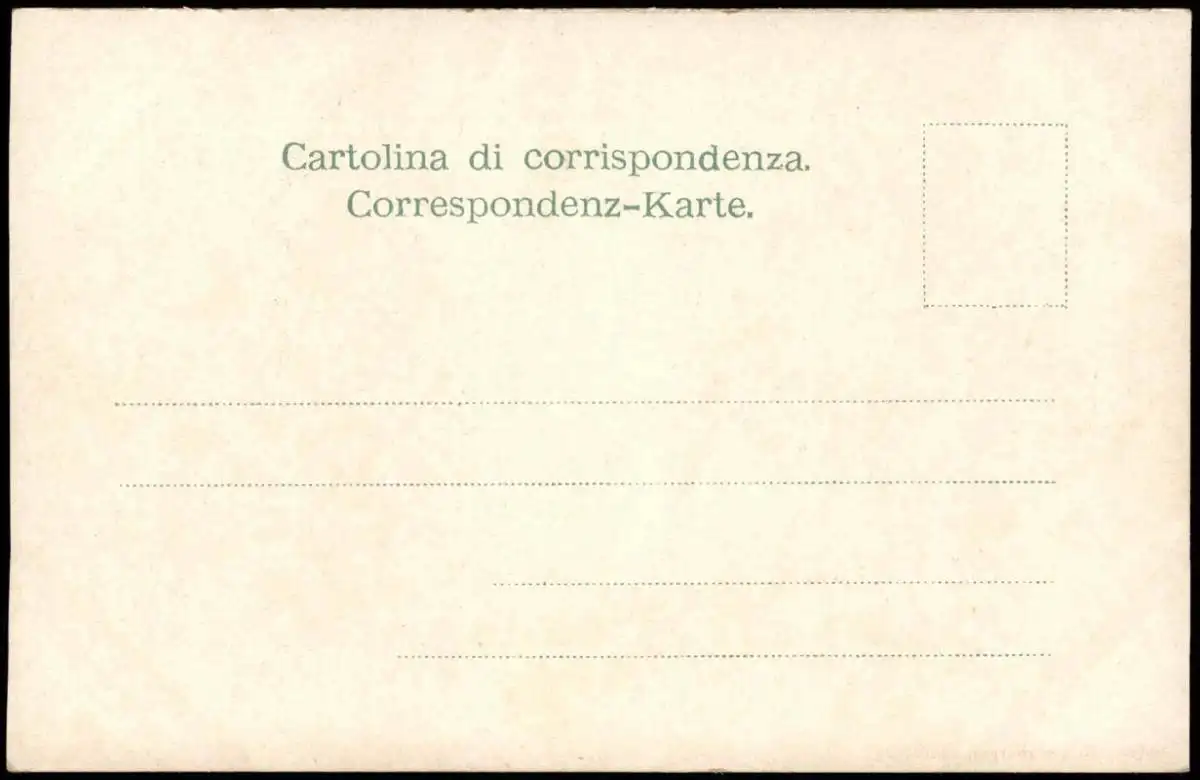 Cartolina di corrispondenza.
Correspondenz-Karte.